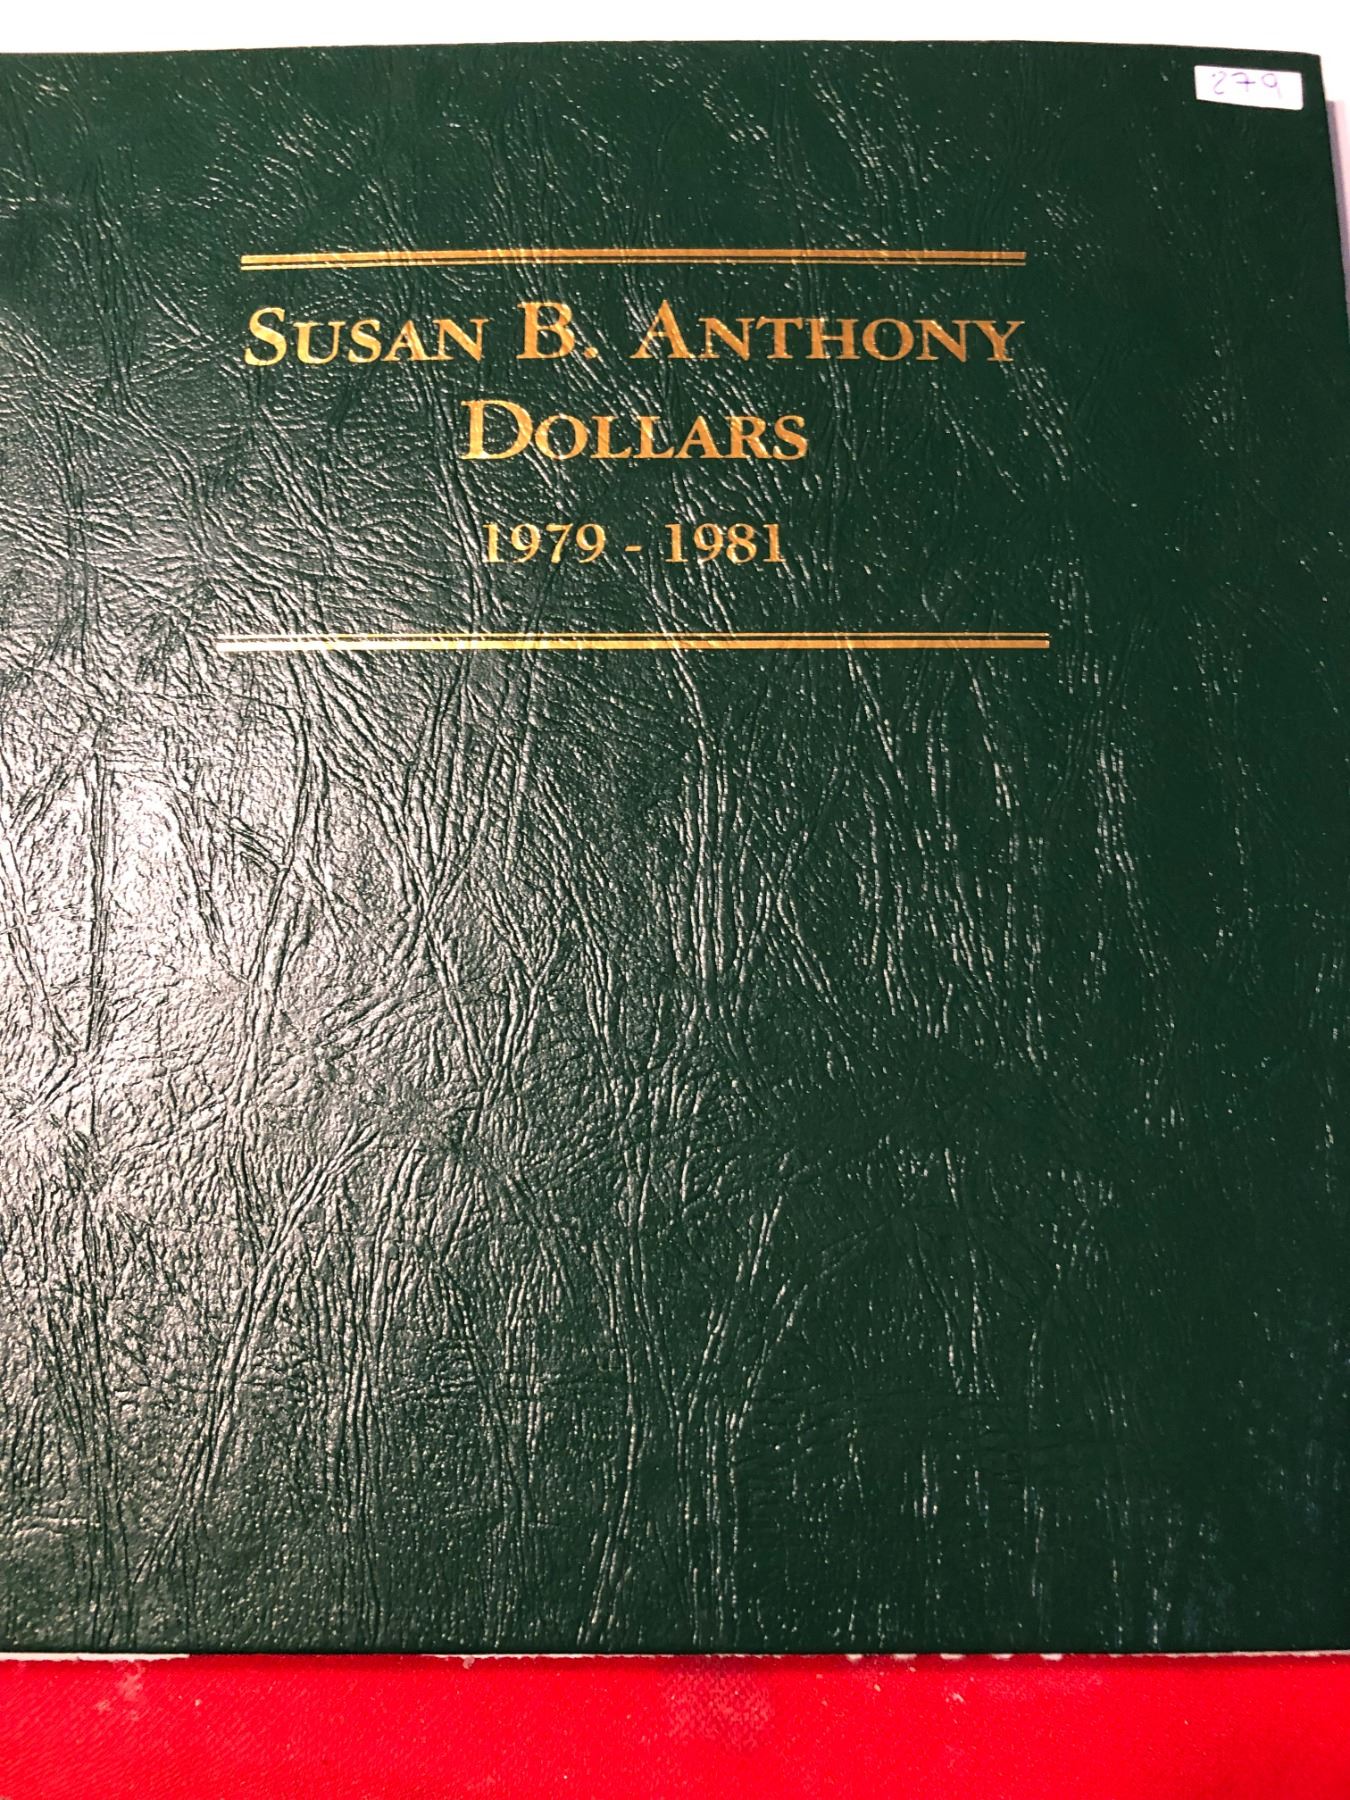 279
SUSAN B. ANTHONY
DOLLARS
1979 - 1981